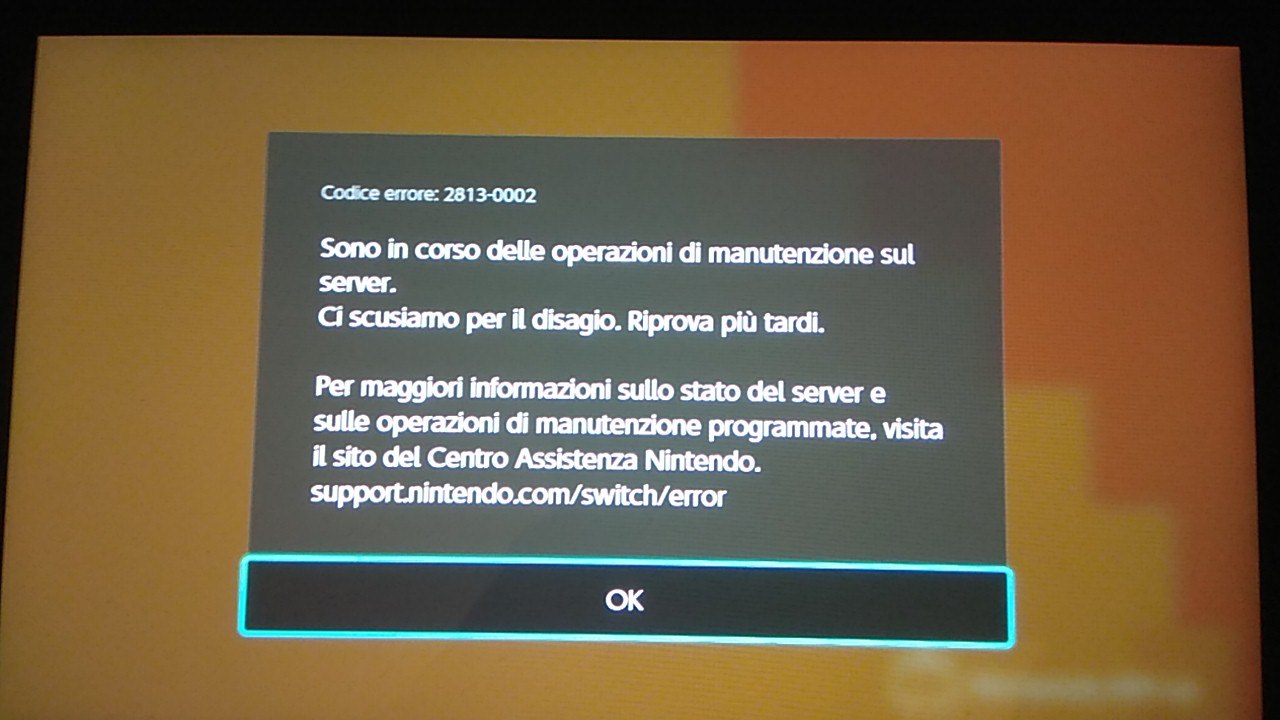 Codice errore: 2813-0002
Sono in corso delle operazioni di manutenzione sul
server.
Ci scusiamo per il disagio. Riprova più tardi.
Per maggiori informazioni sullo stato del server e
sulle operazioni di manutenzione programmate, visita
il sito del Centro Assistenza Nintendo.
support.nintendo.com/switch/error
OK